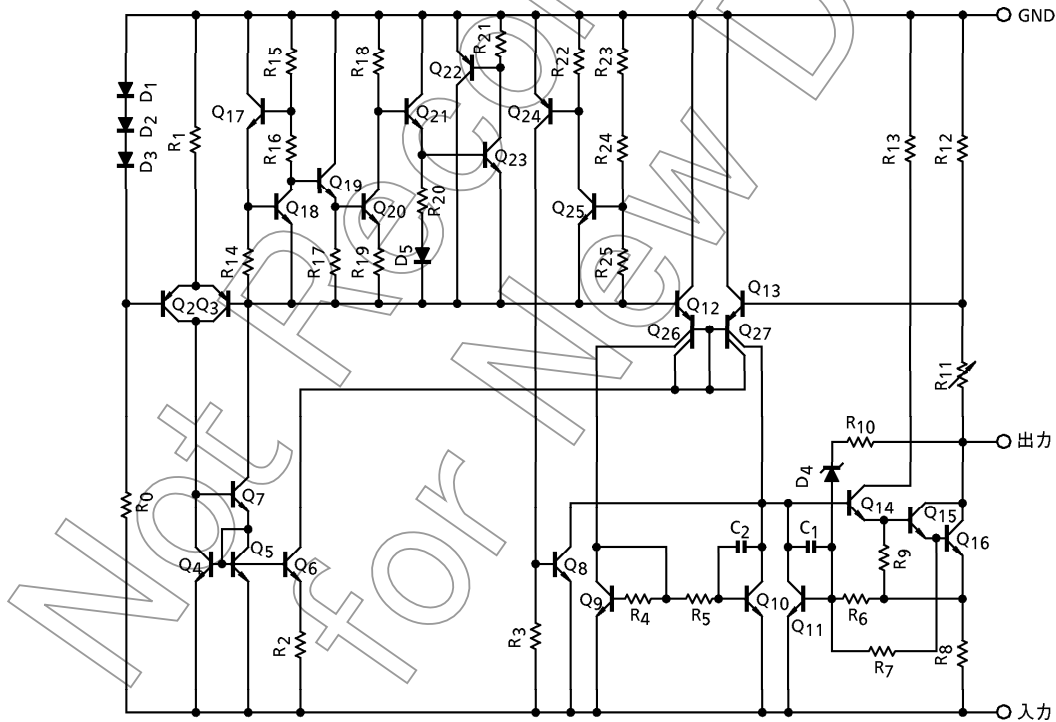 GND
D1
D2
D3
R1
Q17
R15
R16
Q18
Q19
R14
R17
R18
Q20
R19
Q21
R20
D5
Q22
R21
Q23
Q24
R22
R23
R24
Q25
R25
R13
R12
Q2
Q3
Q12
Q13
Q26
Q27
R11
R10
出力
D4
R0
Q7
Q14
Q15
Q16
Q4
Q5
Q6
Q8
C2
C1
R9
Q9
R4
R5
Q10
Q11
R6
R7
R8
R2
R3
入力
Not Recom
for New D